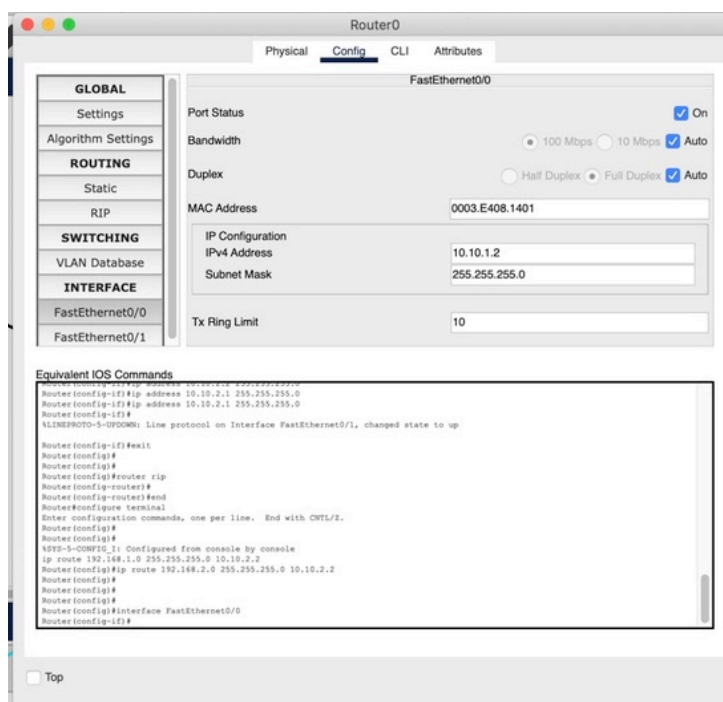 Router0
Physical Config CLI Attributes
GLOBAL
Settings
Algorithm Settings
ROUTING
Static
RIP
SWITCHING
VLAN Database
INTERFACE
FastEthernet0/0
FastEthernet0/1
FastEthernet0/0
Port Status On
Bandwidth 100 Mbps 10 Mbps Auto
Duplex Half Duplex Full Duplex Auto
MAC Address 0003.E408.1401
IP Configuration
IPv4 Address 10.10.1.2
Subnet Mask 255.255.255.0
Tx Ring Limit 10
Equivalent IOS Commands
Router(config-if)#ip address 10.10.2.1 255.255.255.0
Router(config-if)#ip address 10.10.2.1 255.255.255.0
Router(config-if)#
%LINEPROTO-5-UPDOWN: Line protocol on Interface FastEthernet0/1, changed state to up
Router(config-if)#exit
Router(config)#
Router(config)#
Router(config)#router rip
Router(config-router)#
Router(config-router)#end
Router#configure terminal
Enter configuration commands, one per line. End with CNTL/Z.
Router(config)#
Router(config)#
%SYS-5-CONFIG_I: Configured from console by console
ip route 192.168.1.0 255.255.255.0 10.10.2.2
Router(config)#ip route 192.168.2.0 255.255.255.0 10.10.2.2
Router(config)#
Router(config)#
Router(config)#
Router(config)#interface FastEthernet0/0
Router(config-if)#
Top